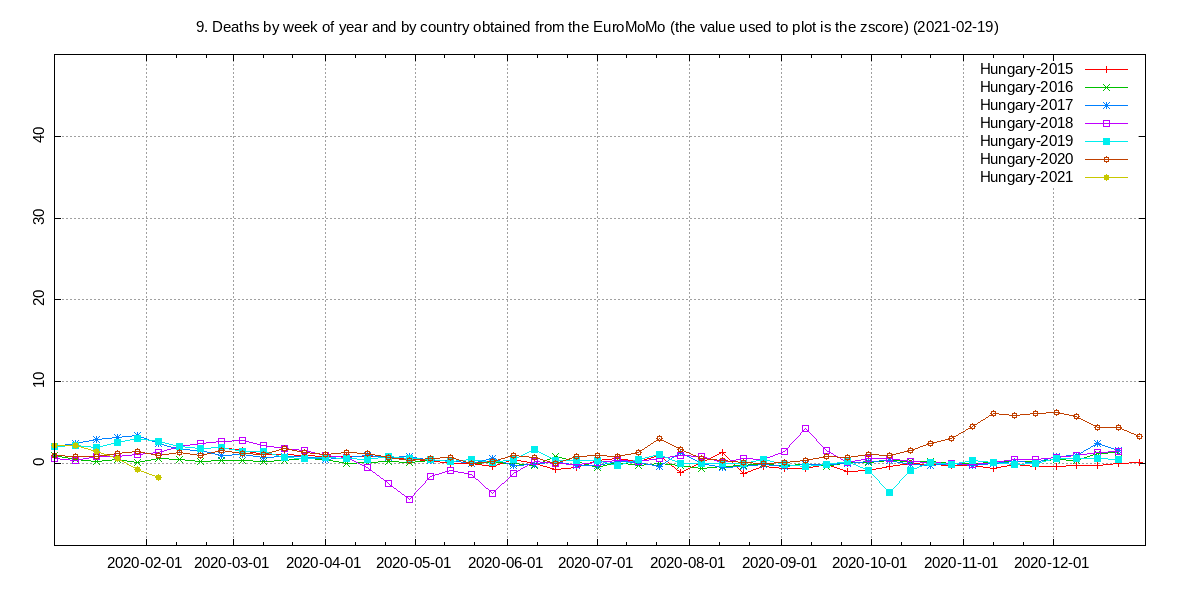 9. Deaths by week of year and by country obtained from the EuroMoMo (the value used to plot is the zscore) (2021-02-19)
Hungary-2015
Hungary-2016
Hungary-2017
Hungary-2018
Hungary-2019
Hungary-2020
Hungary-2021
40
30
20
10
0
2020-02-01 2020-03-01 2020-04-01 2020-05-01 2020-06-01 2020-07-01 2020-08-01 2020-09-01 2020-10-01 2020-11-01 2020-12-01